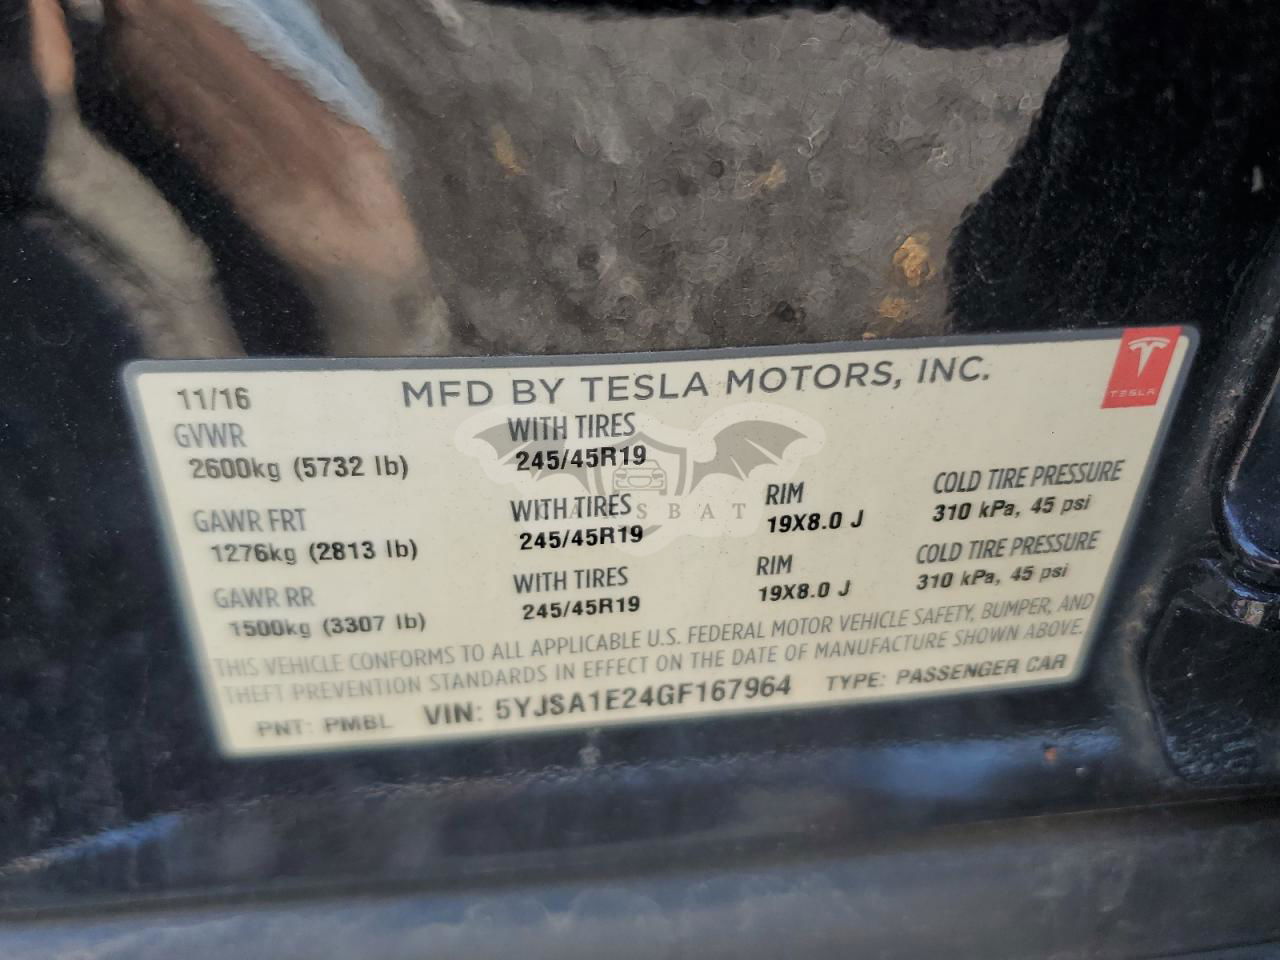 11/16 MFD BY TESLA MOTORS, INC. TESLA
GVWR WITH TIRES
2600kg (5732 lb) 245/45R19
GAWR FRT WITH TIRES RIM COLD TIRE PRESSURE
1276kg (2813 lb) 245/45R19 19X8.0 J 310 kPa, 45 psi
GAWR RR WITH TIRES RIM COLD TIRE PRESSURE
1500kg (3307 lb) 245/45R19 19X8.0 J 310 kPa, 45 psi
THIS VEHICLE CONFORMS TO ALL APPLICABLE U.S. FEDERAL MOTOR VEHICLE SAFETY, BUMPER, AND
THEFT PREVENTION STANDARDS IN EFFECT ON THE DATE OF MANUFACTURE SHOWN ABOVE.
PNT: PMBL VIN: 5YJSA1E24GF167964 TYPE: PASSENGER CAR
CARSBAT